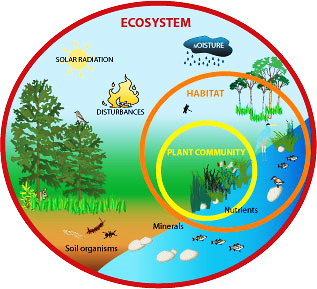 ECOSYSTEM
MOISTURE
SOLAR RADIATION
HABITAT
DISTURBANCES
PLANT COMMUNITY
Nutrients
Minerals
Soil organisms